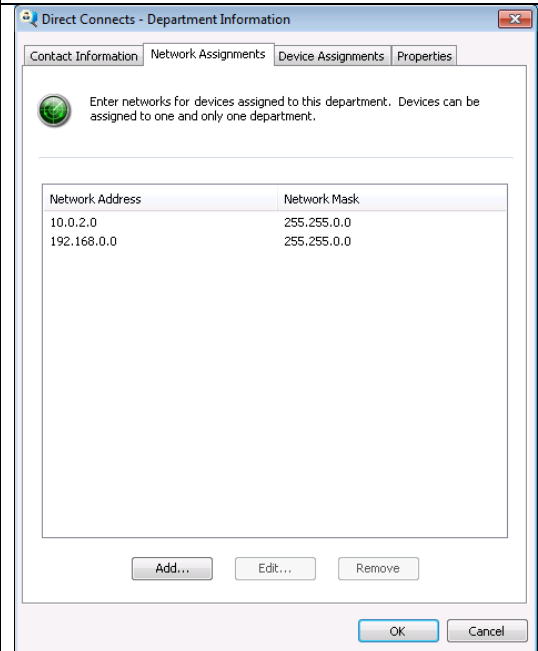 Direct Connects - Department Information
Contact Information Network Assignments Device Assignments Properties
Enter networks for devices assigned to this department. Devices can be
assigned to one and only one department.
Network Address Network Mask
10.0.2.0 255.255.0.0
192.168.0.0 255.255.0.0
Add... Edit... Remove
OK Cancel